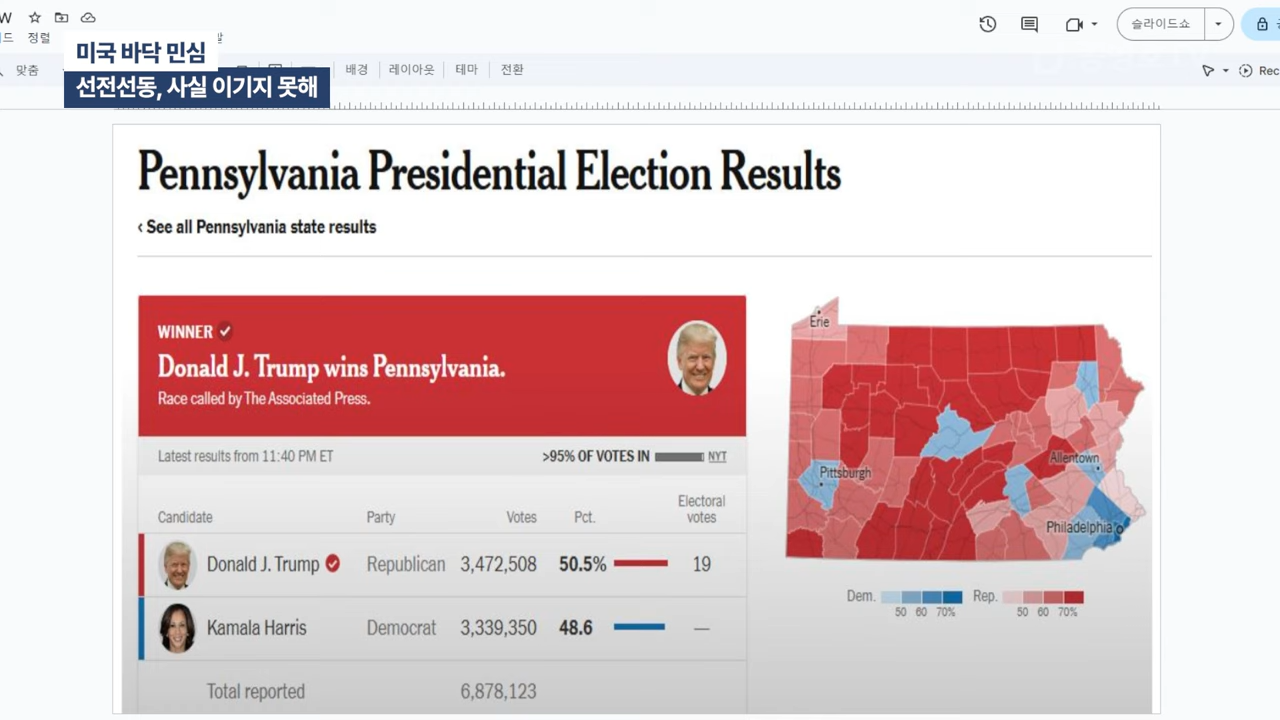 W
드 정렬
미국 바닥 민심
선전선동, 사실 이기지 못해
맞춤
배경 레이아웃 테마 전환
슬라이드쇼
Rec
Pennsylvania Presidential Election Results
‹ See all Pennsylvania state results
WINNER
Donald J. Trump wins Pennsylvania.
Race called by The Associated Press.
Latest results from 11:40 PM ET >95% OF VOTES IN NYT
Candidate Party Votes Pct. Electoral votes
Donald J. Trump Republican 3,472,508 50.5% 19
Kamala Harris Democrat 3,339,350 48.6 —
Total reported 6,878,123
Erie
Pittsburgh
Allentown
Philadelphia
Dem. Rep.
50 60 70% 50 60 70%